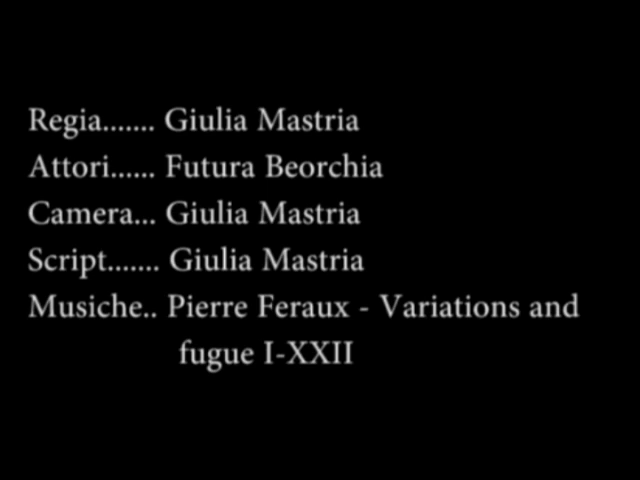 Regia....... Giulia Mastria
Attori...... Futura Beorchia
Camera... Giulia Mastria
Script....... Giulia Mastria
Musiche.. Pierre Feraux - Variations and
fugue I-XXII